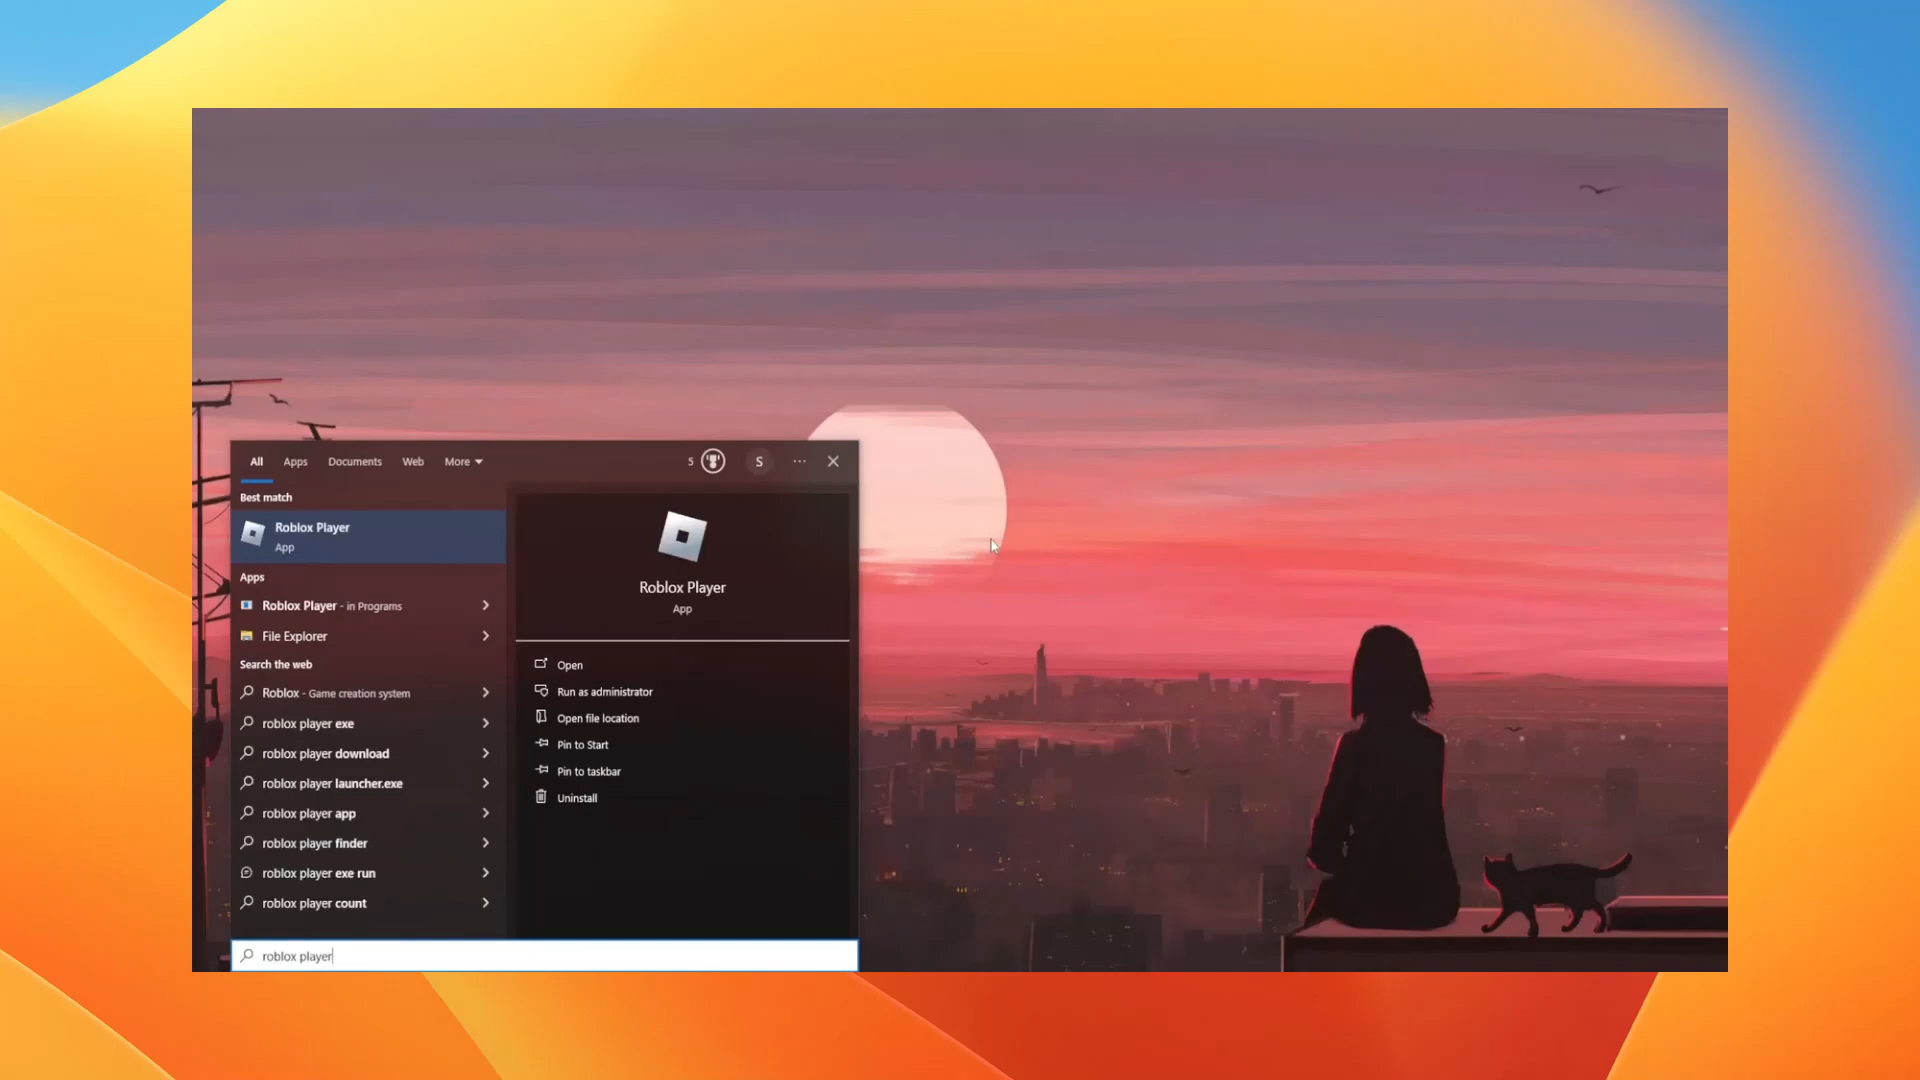 All Apps Documents Web More 5 S
Best match
Roblox Player
App
Apps
Roblox Player - in Programs
File Explorer
Search the web
Roblox - Game creation system
roblox player exe
roblox player download
roblox player launcher.exe
roblox player app
roblox player finder
roblox player exe run
roblox player count
Roblox Player
App
Open
Run as administrator
Open file location
Pin to Start
Pin to taskbar
Uninstall
roblox player